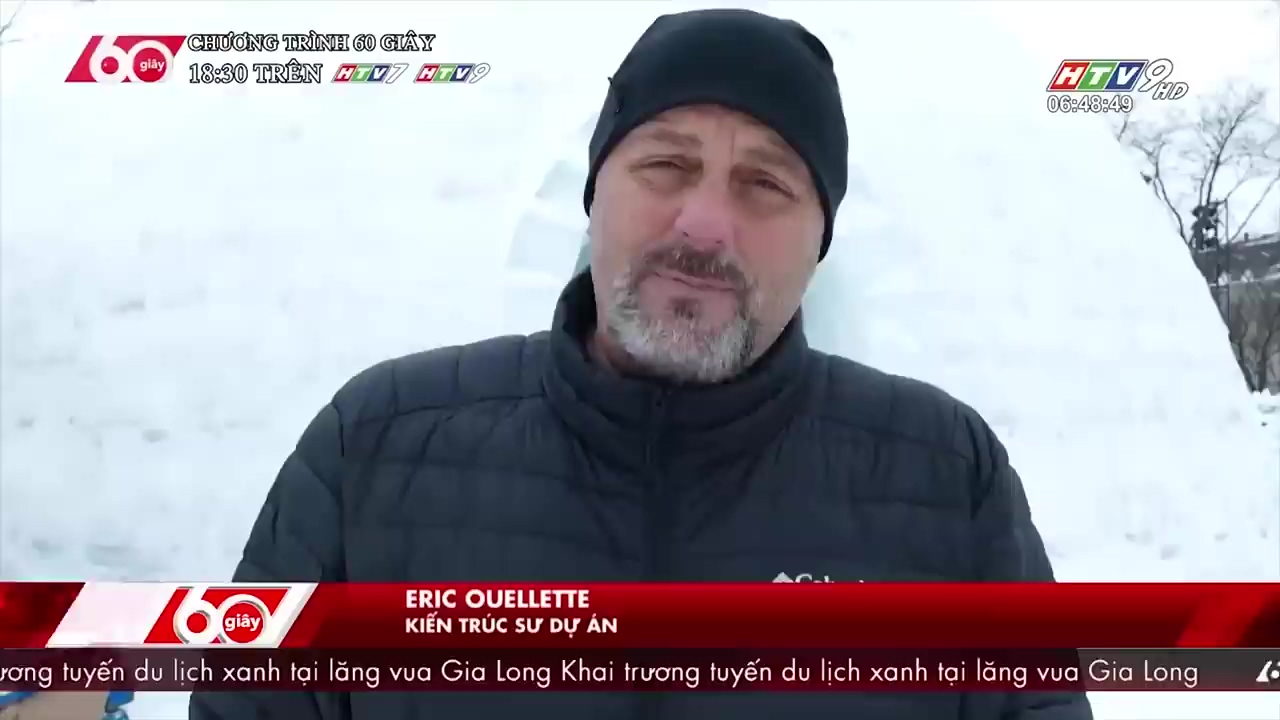 60 giây
CHƯƠNG TRÌNH 60 GIÂY
18:30 TRÊN HTV7 HTV9
HTV9 HD
06:48:49
Columbia
60 giây
ERIC OUELLETTE
KIẾN TRÚC SƯ DỰ ÁN
ương tuyến du lịch xanh tại lăng vua Gia Long Khai trương tuyến du lịch xanh tại lăng vua Gia Long